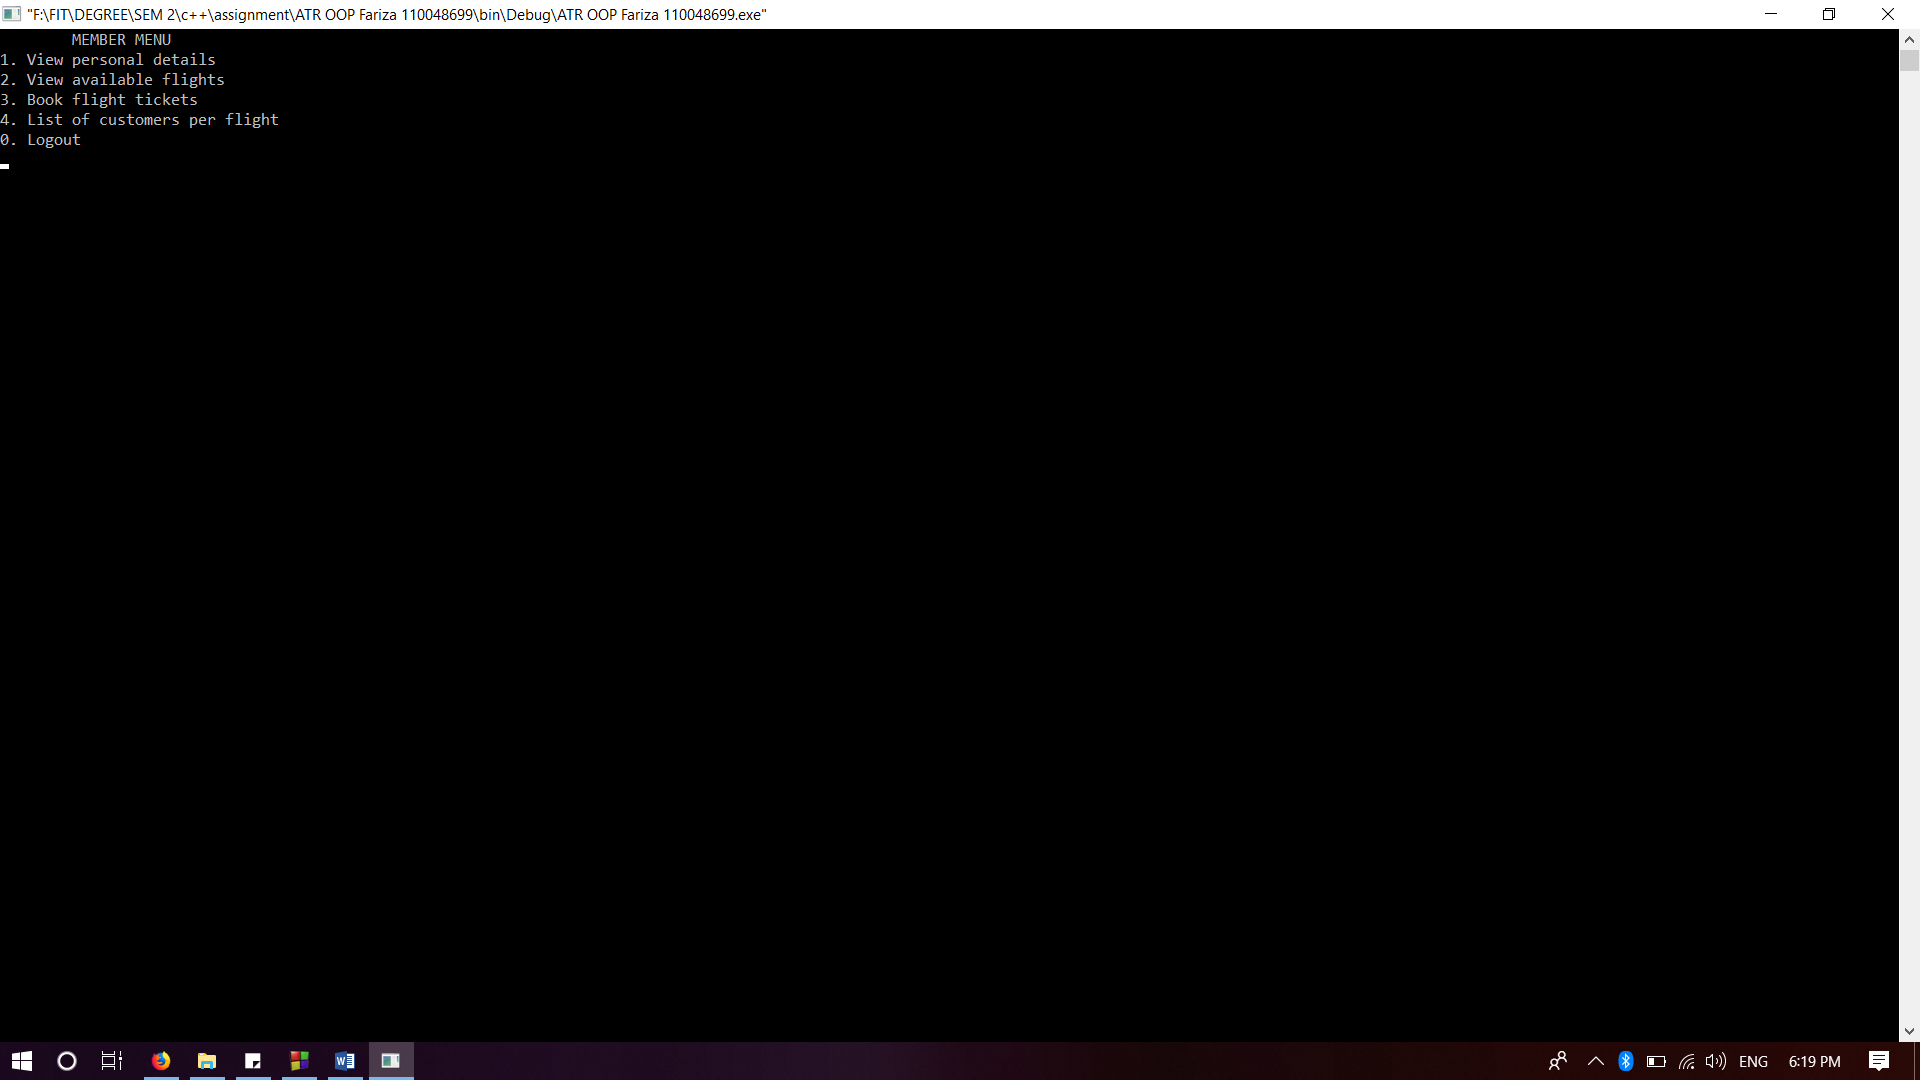 "F:\FIT\DEGREE\SEM 2\c++\assignment\ATR OOP Fariza 110048699\bin\Debug\ATR OOP Fariza 110048699.exe"
MEMBER MENU
1. View personal details
2. View available flights
3. Book flight tickets
4. List of customers per flight
0. Logout
ENG
6:19 PM